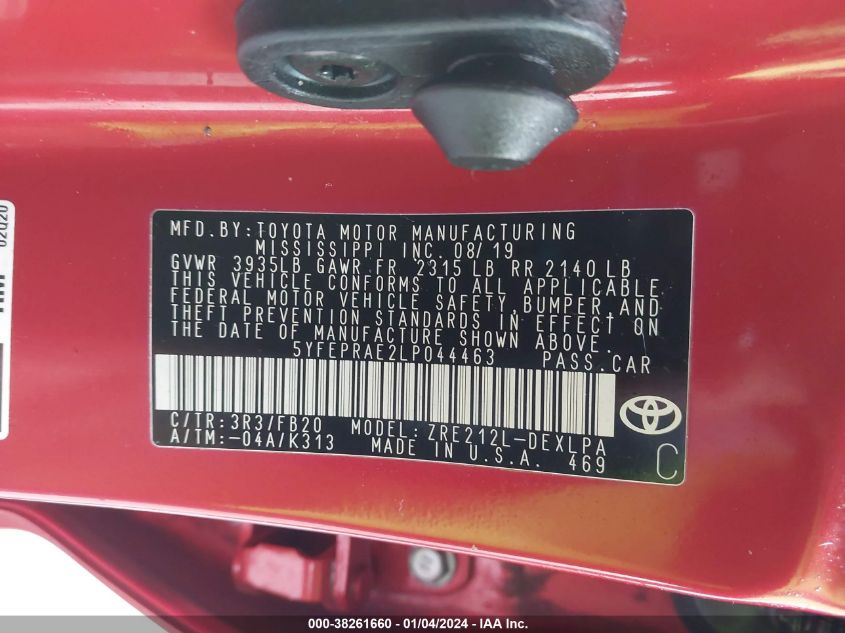 MFD. BY: TOYOTA MOTOR MANUFACTURING
MISSISSIPPI INC. 08/19
GVWR 3935LB GAWR FR 2315 LB RR 2140 LB
THIS VEHICLE CONFORMS TO ALL APPLICABLE
FEDERAL MOTOR VEHICLE SAFETY, BUMPER, AND
THEFT PREVENTION STANDARDS IN EFFECT ON
THE DATE OF MANUFACTURE SHOWN ABOVE.
5YFEPRAE2LP044463 PASS. CAR
C/TR: 3R3/FB20 MODEL: ZRE212L-DEXLPA
A/TM: -04A/K313 MADE IN U.S.A. 469
C
02Q20
000-38261660 - 01/04/2024 - IAAI Inc.